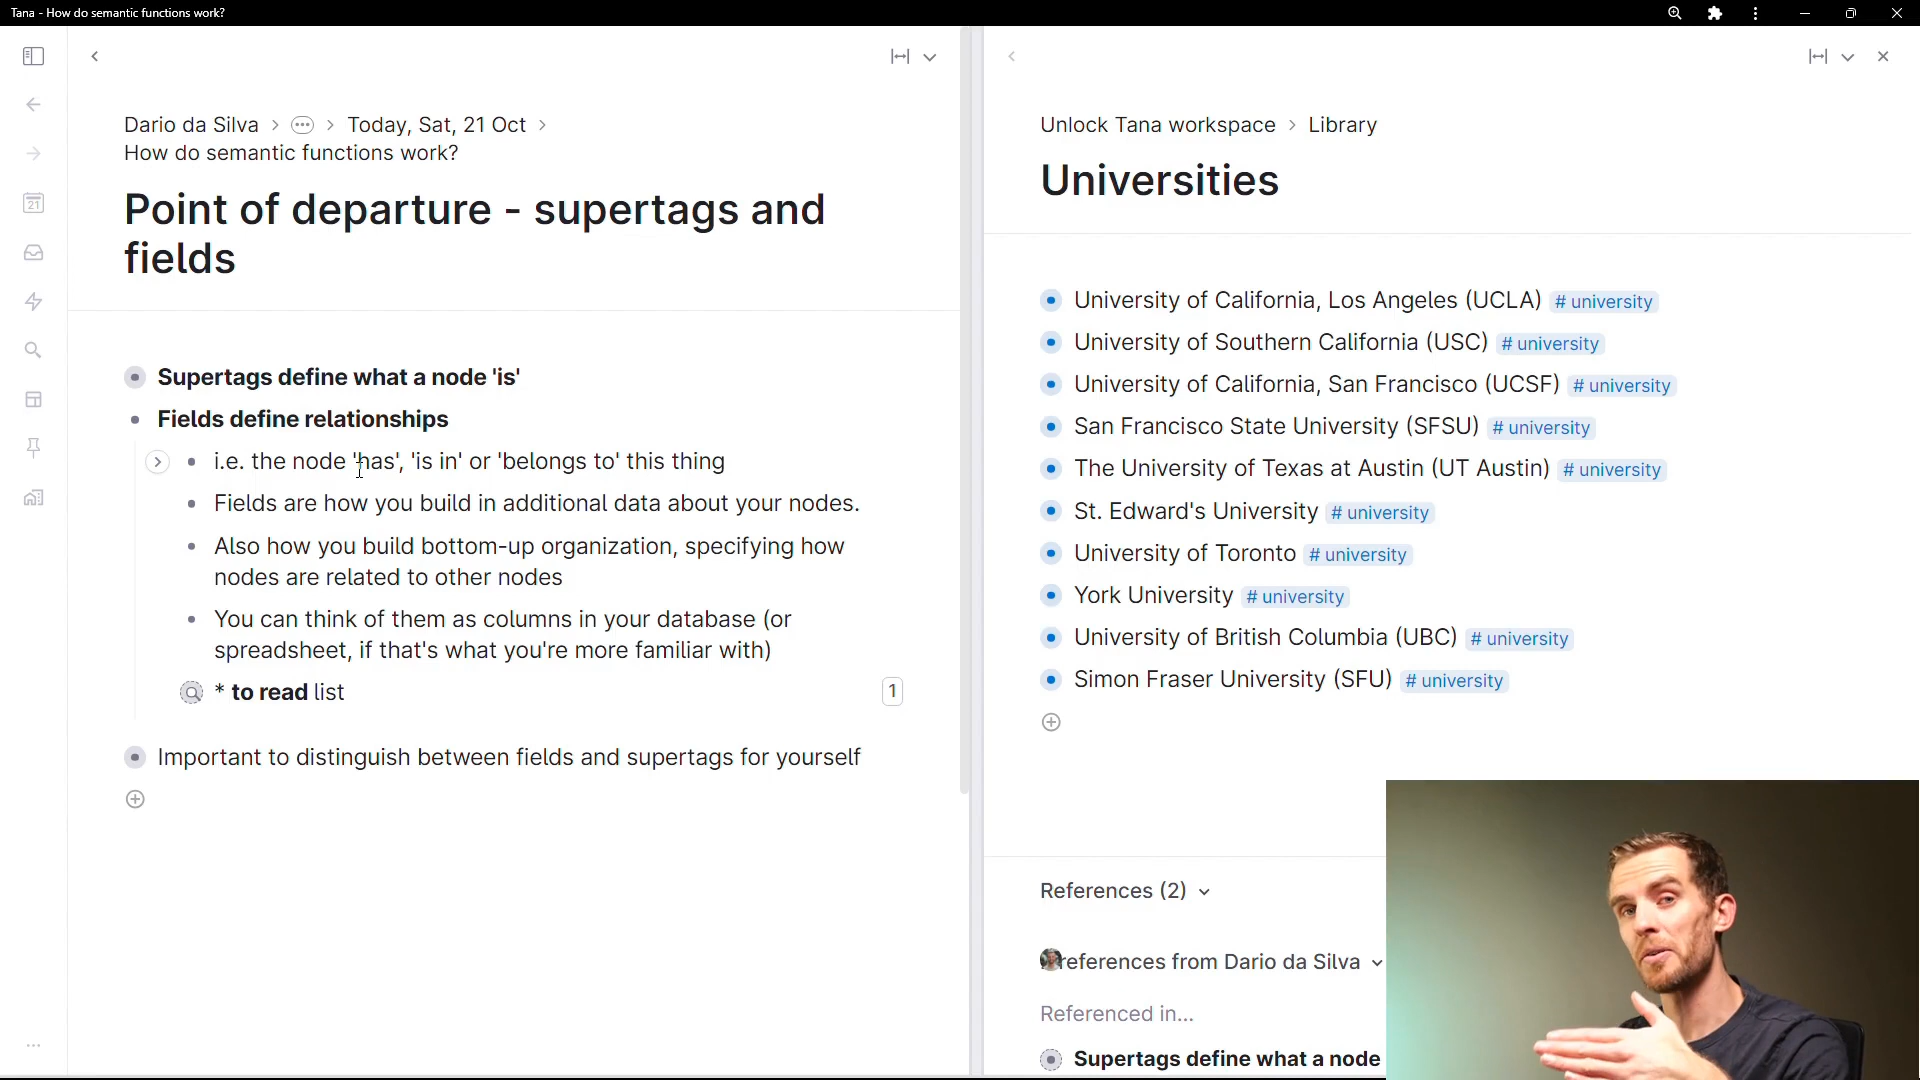 Tana - How do semantic functions work?
Dario da Silva > ... > Today, Sat, 21 Oct >
How do semantic functions work?
Point of departure - supertags and
fields
Supertags define what a node 'is'
Fields define relationships
i.e. the node 'has', 'is in' or 'belongs to' this thing
Fields are how you build in additional data about your nodes.
Also how you build bottom-up organization, specifying how
nodes are related to other nodes
You can think of them as columns in your database (or
spreadsheet, if that's what you're more familiar with)
* to read list
1
Important to distinguish between fields and supertags for yourself
21
Unlock Tana workspace > Library
Universities
University of California, Los Angeles (UCLA) # university
University of Southern California (USC) # university
University of California, San Francisco (UCSF) # university
San Francisco State University (SFSU) # university
The University of Texas at Austin (UT Austin) # university
St. Edward's University # university
University of Toronto # university
York University # university
University of British Columbia (UBC) # university
Simon Fraser University (SFU) # university
References (2)
references from Dario da Silva
Referenced in...
Supertags define what a node